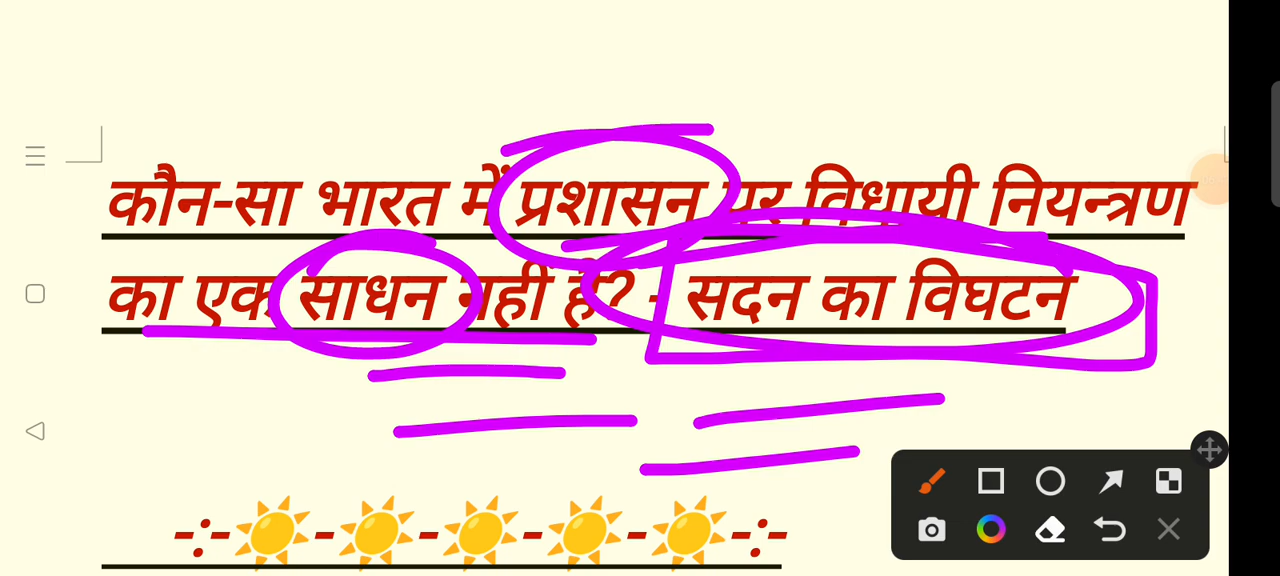 कौन-सा भारत में प्रशासन पर विधायी नियन्त्रण
का एक साधन नहीं है? - सदन का विघटन
-:-☀️-☀️-☀️-☀️-☀️-:-